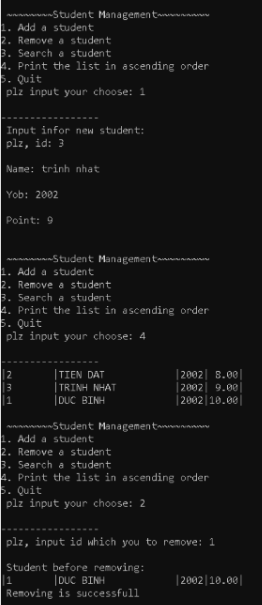 ~~~~~~~~Student Management~~~~~~~~~
1. Add a student
2. Remove a student
3. Search a student
4. Print the list in ascending order
5. Quit
plz input your choose: 1
----------------
Input infor new student:
plz, id: 3
Name: trinh nhat
Yob: 2002
Point: 9
~~~~~~~~Student Management~~~~~~~~~
1. Add a student
2. Remove a student
3. Search a student
4. Print the list in ascending order
5. Quit
plz input your choose: 4
----------------
|2 |TIEN DAT |2002| 8.00|
|3 |TRINH NHAT |2002| 9.00|
|1 |DUC BINH |2002|10.00|
~~~~~~~~Student Management~~~~~~~~~
1. Add a student
2. Remove a student
3. Search a student
4. Print the list in ascending order
5. Quit
plz input your choose: 2
----------------
plz, input id which you to remove: 1
Student before removing:
|1 |DUC BINH |2002|10.00|
Removing is successfull